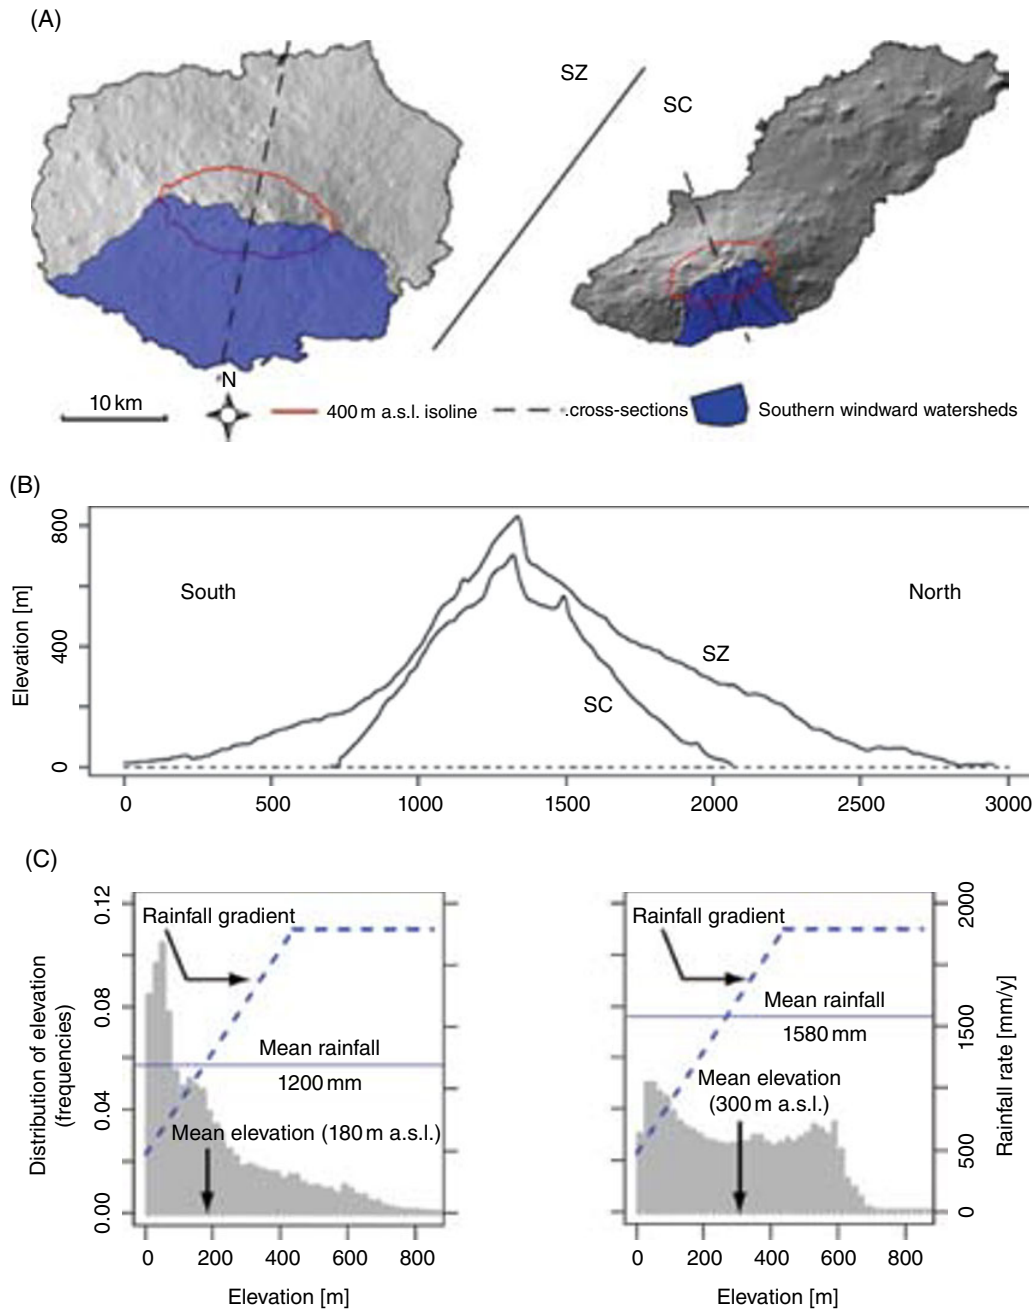 (A)
SZ
SC
N
10 km
400 m a.s.l. isoline
.cross-sections
Southern windward watersheds
(B)
Elevation [m]
800
400
0
South
North
SZ
SC
0 500 1000 1500 2000 2500 3000
(C)
Distribution of elevation
(frequencies)
0.12
0.08
0.04
0.00
Rainfall gradient
Mean rainfall
1200 mm
Mean elevation (180 m a.s.l.)
0 200 400 600 800
Elevation [m]
Rainfall gradient
Mean rainfall
1580 mm
Mean elevation
(300 m a.s.l.)
0 200 400 600 800
Elevation [m]
2000
1500
500
0
Rainfall rate [mm/y]